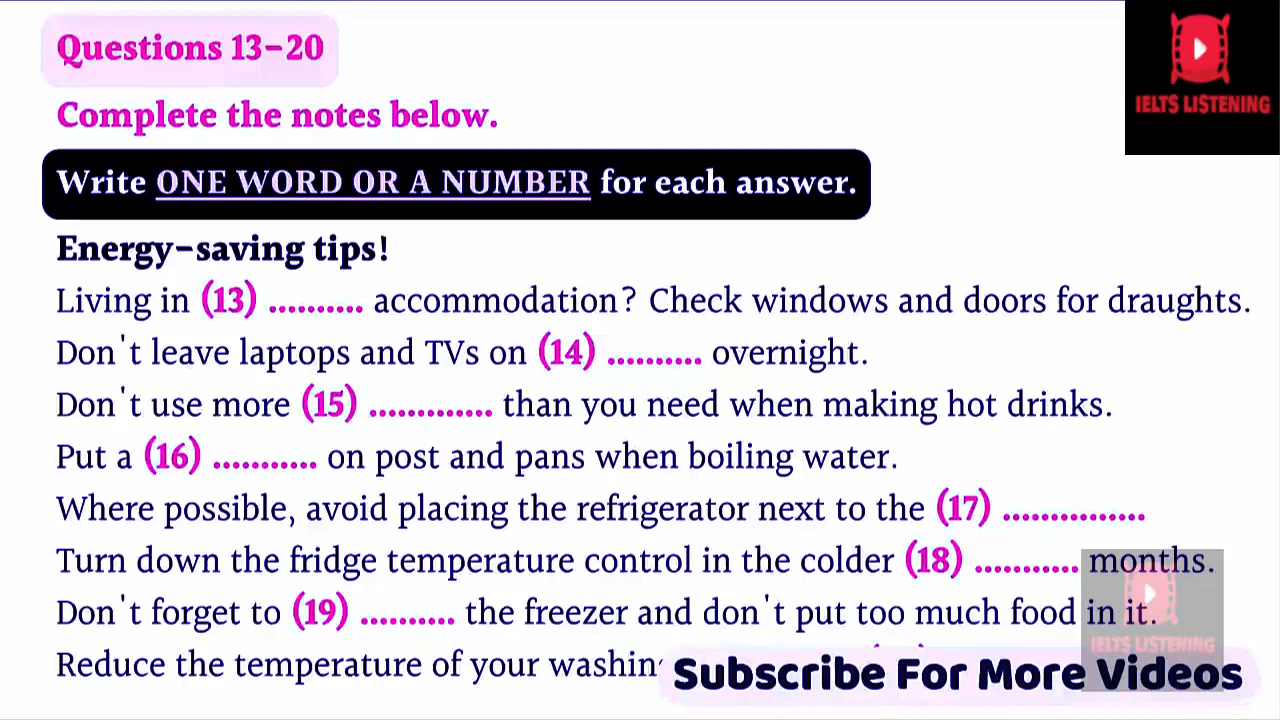 Questions 13–20
IELTS LISTENING
Complete the notes below.
Write ONE WORD OR A NUMBER for each answer.
Energy-saving tips!
Living in (13) .......... accommodation? Check windows and doors for draughts.
Don't leave laptops and TVs on (14) .......... overnight.
Don't use more (15) ............. than you need when making hot drinks.
Put a (16) ........... on post and pans when boiling water.
Where possible, avoid placing the refrigerator next to the (17) ...............
Turn down the fridge temperature control in the colder (18) ........... months.
Don't forget to (19) .......... the freezer and don't put too much food in it.
IELTS LISTENING
Reduce the temperature of your
Subscribe For More Videos